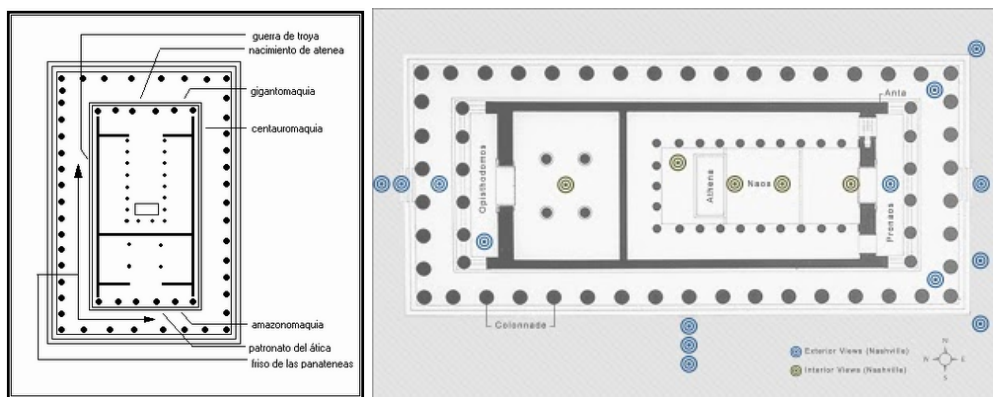 guerra de troya
nacimiento de atenea
gigantomaquia
centauromaquia
amazonomaquia
patronato del ática
friso de las panateneas
Anta
Opisthodomos
Athena
Naos
Pronaos
Colonnade
Exterior Views (Nashville)
Interior Views (Nashville)
N
W
E
S